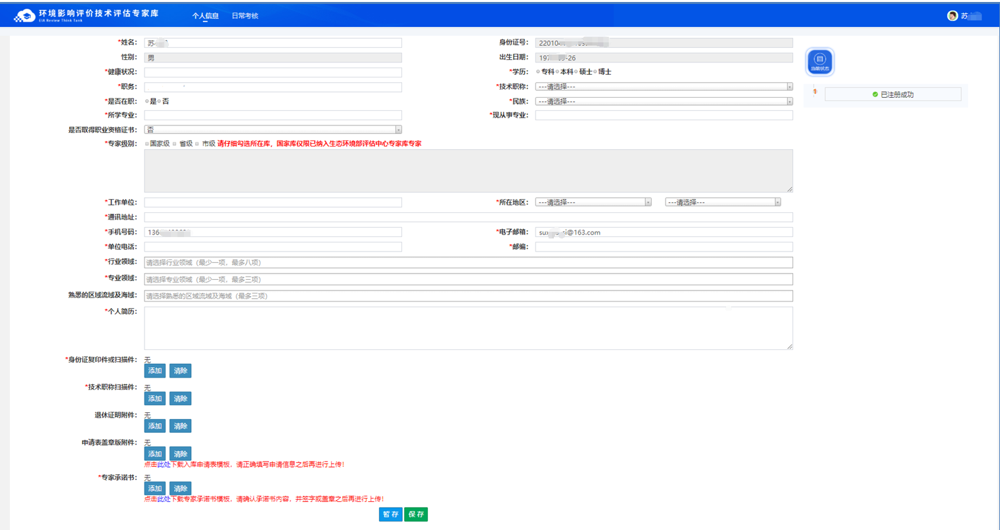 环境影响评价技术评估专家库
EIA Review Think Tank
个人信息 日常考核
苏
*姓名： 苏 身份证号： 22010
性别： 男 出生日期： 197 -26
当前状态
*健康状况： *学历： 专科 本科 硕士 博士
*职务： *技术职称： ---请选择---
1 已注册成功
*是否在职： 是 否 *民族： ---请选择---
*所学专业： *现从事专业：
是否取得职业资格证书： 否
*专家级别： 国家级 省级 市级 请仔细勾选所在库，国家库仅限已纳入生态环境部评估中心专家库专家
*工作单位： *所在地区： ---请选择--- ---请选择---
*通讯地址：
*手机号码： 136 *电子邮箱： su @163.com
*单位电话： *邮编：
*行业领域： 请选择行业领域（最少一项，最多八项）
*专业领域： 请选择专业领域（最少一项，最多三项）
熟悉的区域流域及海域： 请选择熟悉的区域流域及海域（最多三项）
*个人简历：
*身份证复印件或扫描件： 无
添加 清除
*技术职称扫描件： 无
添加 清除
退休证明附件： 无
添加 清除
申请表盖章版附件： 无
添加 清除
点击此处下载入库申请表模板，请正确填写申请信息之后再进行上传！
*专家承诺书： 无
添加 清除
点击此处下载专家承诺书模板，请确认承诺书内容，并签字或盖章之后再进行上传！
暂存 保存